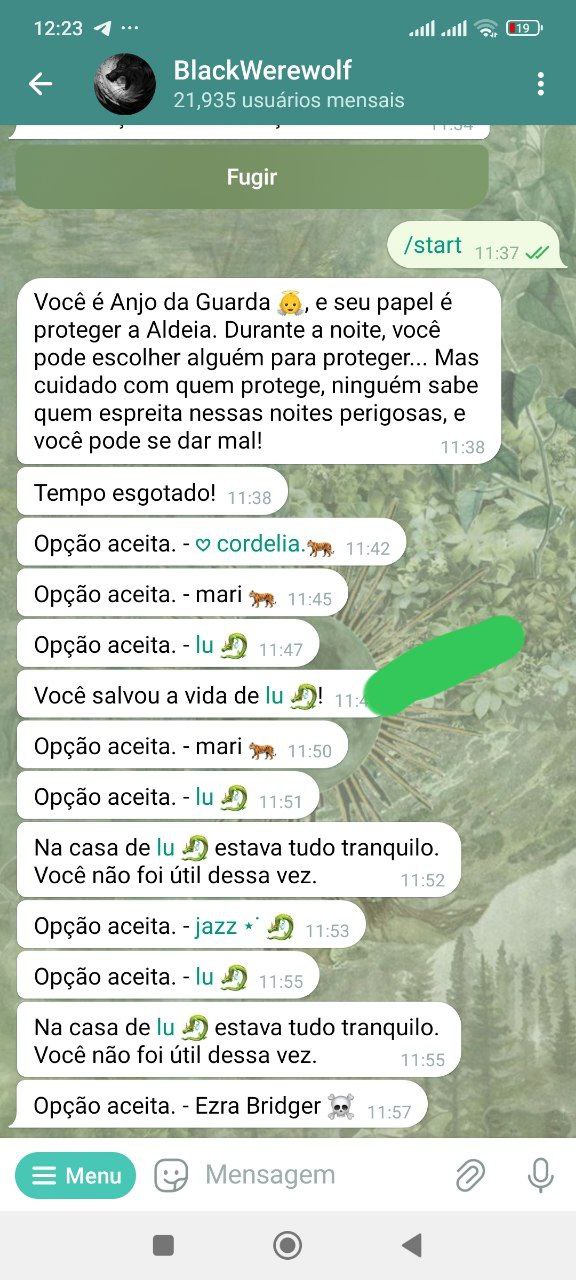 12:23
19
BlackWerewolf
21,935 usuários mensais
Fugir
/start 11:37
Você é Anjo da Guarda 👼, e seu papel é
proteger a Aldeia. Durante a noite, você
pode escolher alguém para proteger... Mas
cuidado com quem protege, ninguém sabe
quem espreita nessas noites perigosas, e
você pode se dar mal! 11:38
Tempo esgotado! 11:38
Opção aceita. - ♡ cordelia.🐅 11:42
Opção aceita. - mari 🐅 11:45
Opção aceita. - lu 🐉 11:47
Você salvou a vida de lu 🐉!
Opção aceita. - mari 🐅 11:50
Opção aceita. - lu 🐉 11:51
Na casa de lu 🐉 estava tudo tranquilo.
Você não foi útil dessa vez. 11:52
Opção aceita. - jazz ⋆˙ 🐉 11:53
Opção aceita. - lu 🐉 11:55
Na casa de lu 🐉 estava tudo tranquilo.
Você não foi útil dessa vez. 11:55
Opção aceita. - Ezra Bridger ☠️ 11:57
Menu
Mensagem